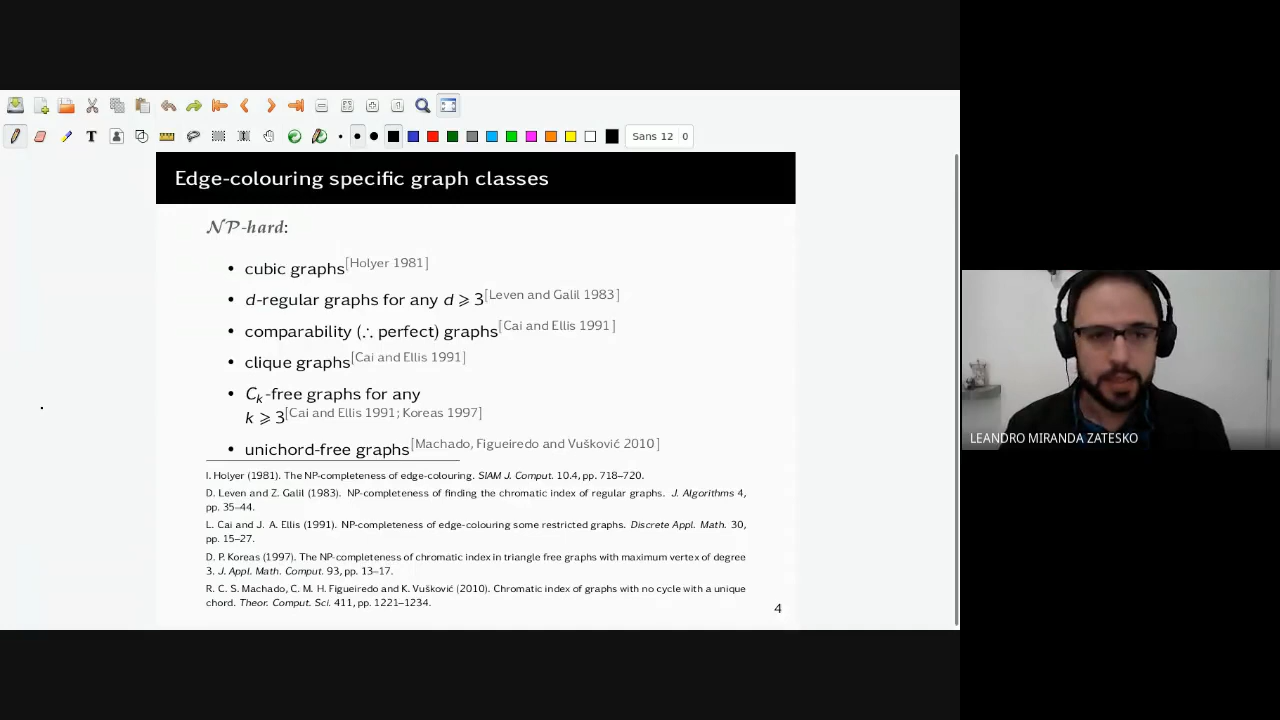 Sans 12 0
Edge-colouring specific graph classes
𝒩𝒫-hard:
• cubic graphs[Holyer 1981]
• d-regular graphs for any d ⩾ 3[Leven and Galil 1983]
• comparability (∴ perfect) graphs[Cai and Ellis 1991]
• clique graphs[Cai and Ellis 1991]
• Cₖ-free graphs for any
k ⩾ 3[Cai and Ellis 1991; Koreas 1997]
• unichord-free graphs[Machado, Figueiredo and Vušković 2010]
I. Holyer (1981). The NP-completeness of edge-colouring. SIAM J. Comput. 10.4, pp. 718–720.
D. Leven and Z. Galil (1983). NP-completeness of finding the chromatic index of regular graphs. J. Algorithms 4,
pp. 35–44.
L. Cai and J. A. Ellis (1991). NP-completeness of edge-colouring some restricted graphs. Discrete Appl. Math. 30,
pp. 15–27.
D. P. Koreas (1997). The NP-completeness of chromatic index in triangle free graphs with maximum vertex of degree
3. J. Appl. Math. Comput. 93, pp. 13–17.
R. C. S. Machado, C. M. H. Figueiredo and K. Vušković (2010). Chromatic index of graphs with no cycle with a unique
chord. Theor. Comput. Sci. 411, pp. 1221–1234.
4
LEANDRO MIRANDA ZATESKO